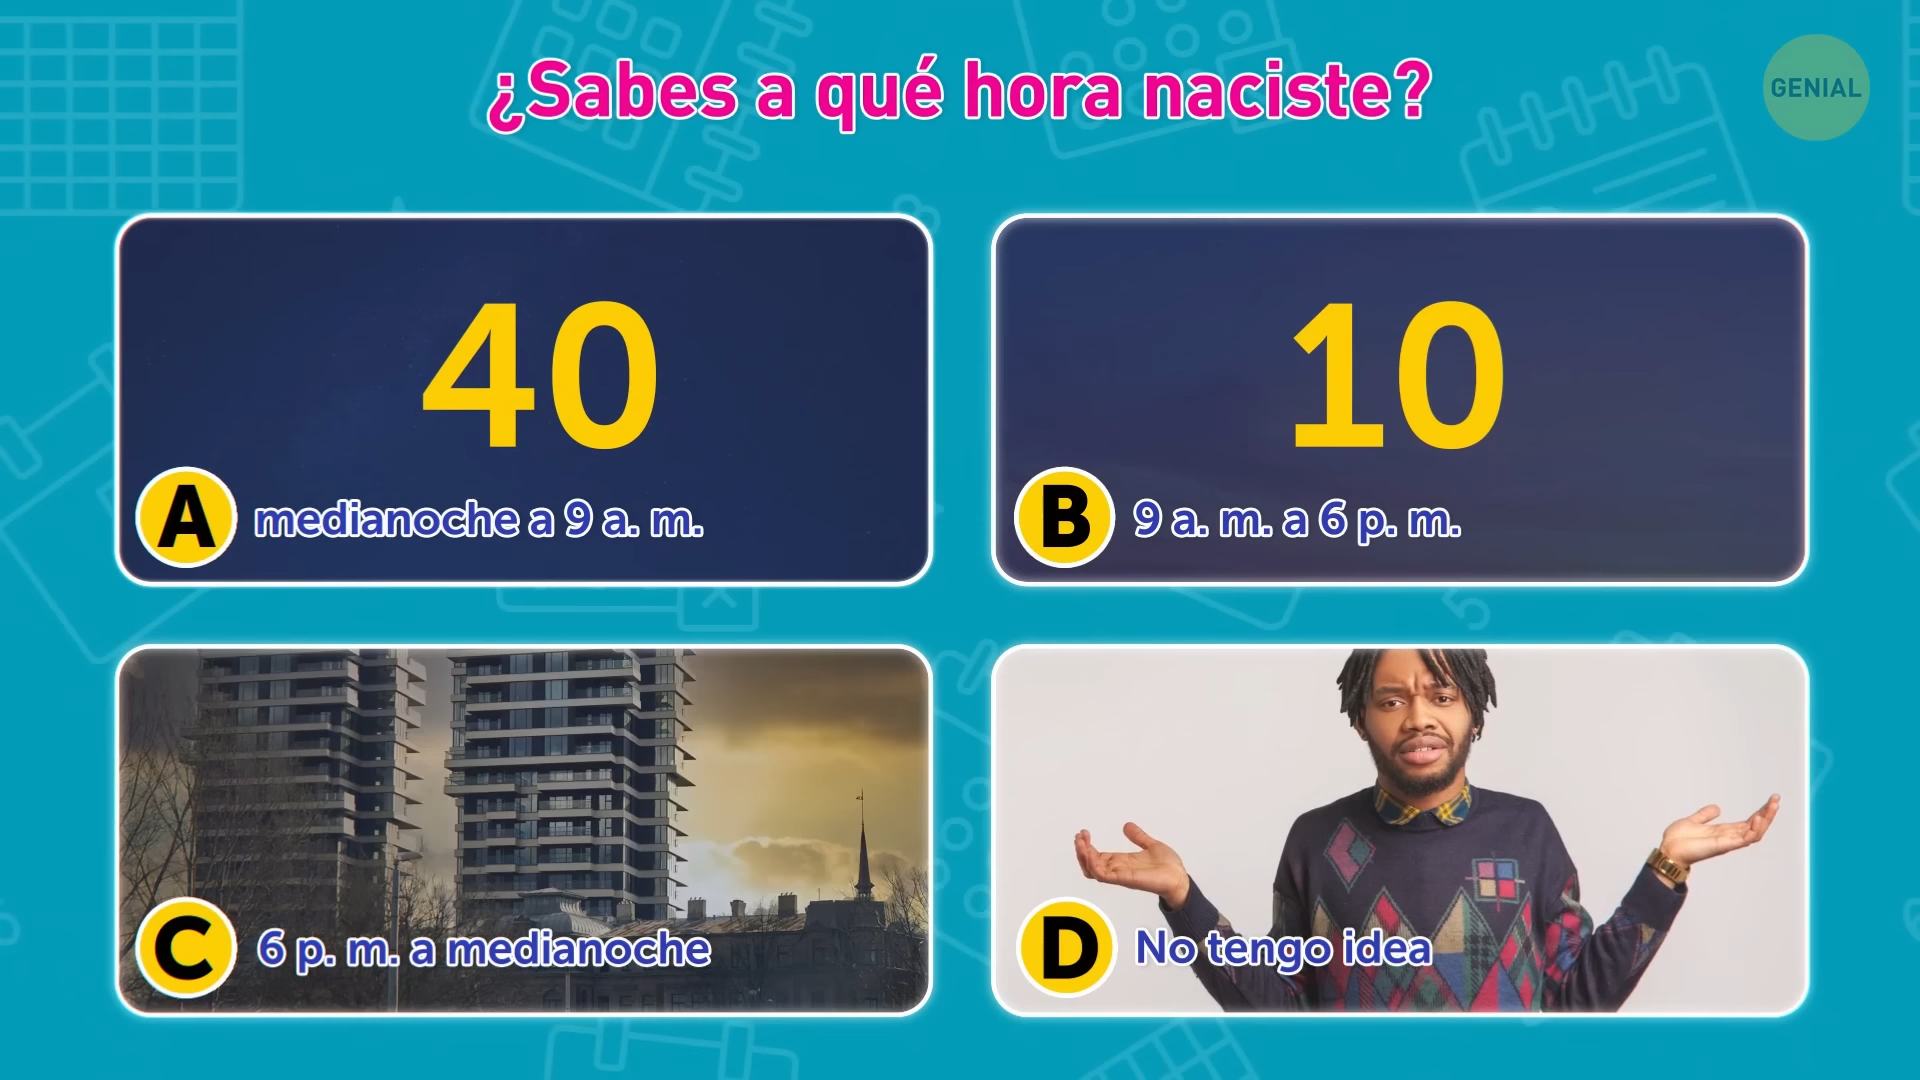 ¿Sabes a qué hora naciste?
GENIAL
40
A medianoche a 9 a. m.
10
B 9 a. m. a 6 p. m.
C 6 p. m. a medianoche
D No tengo idea